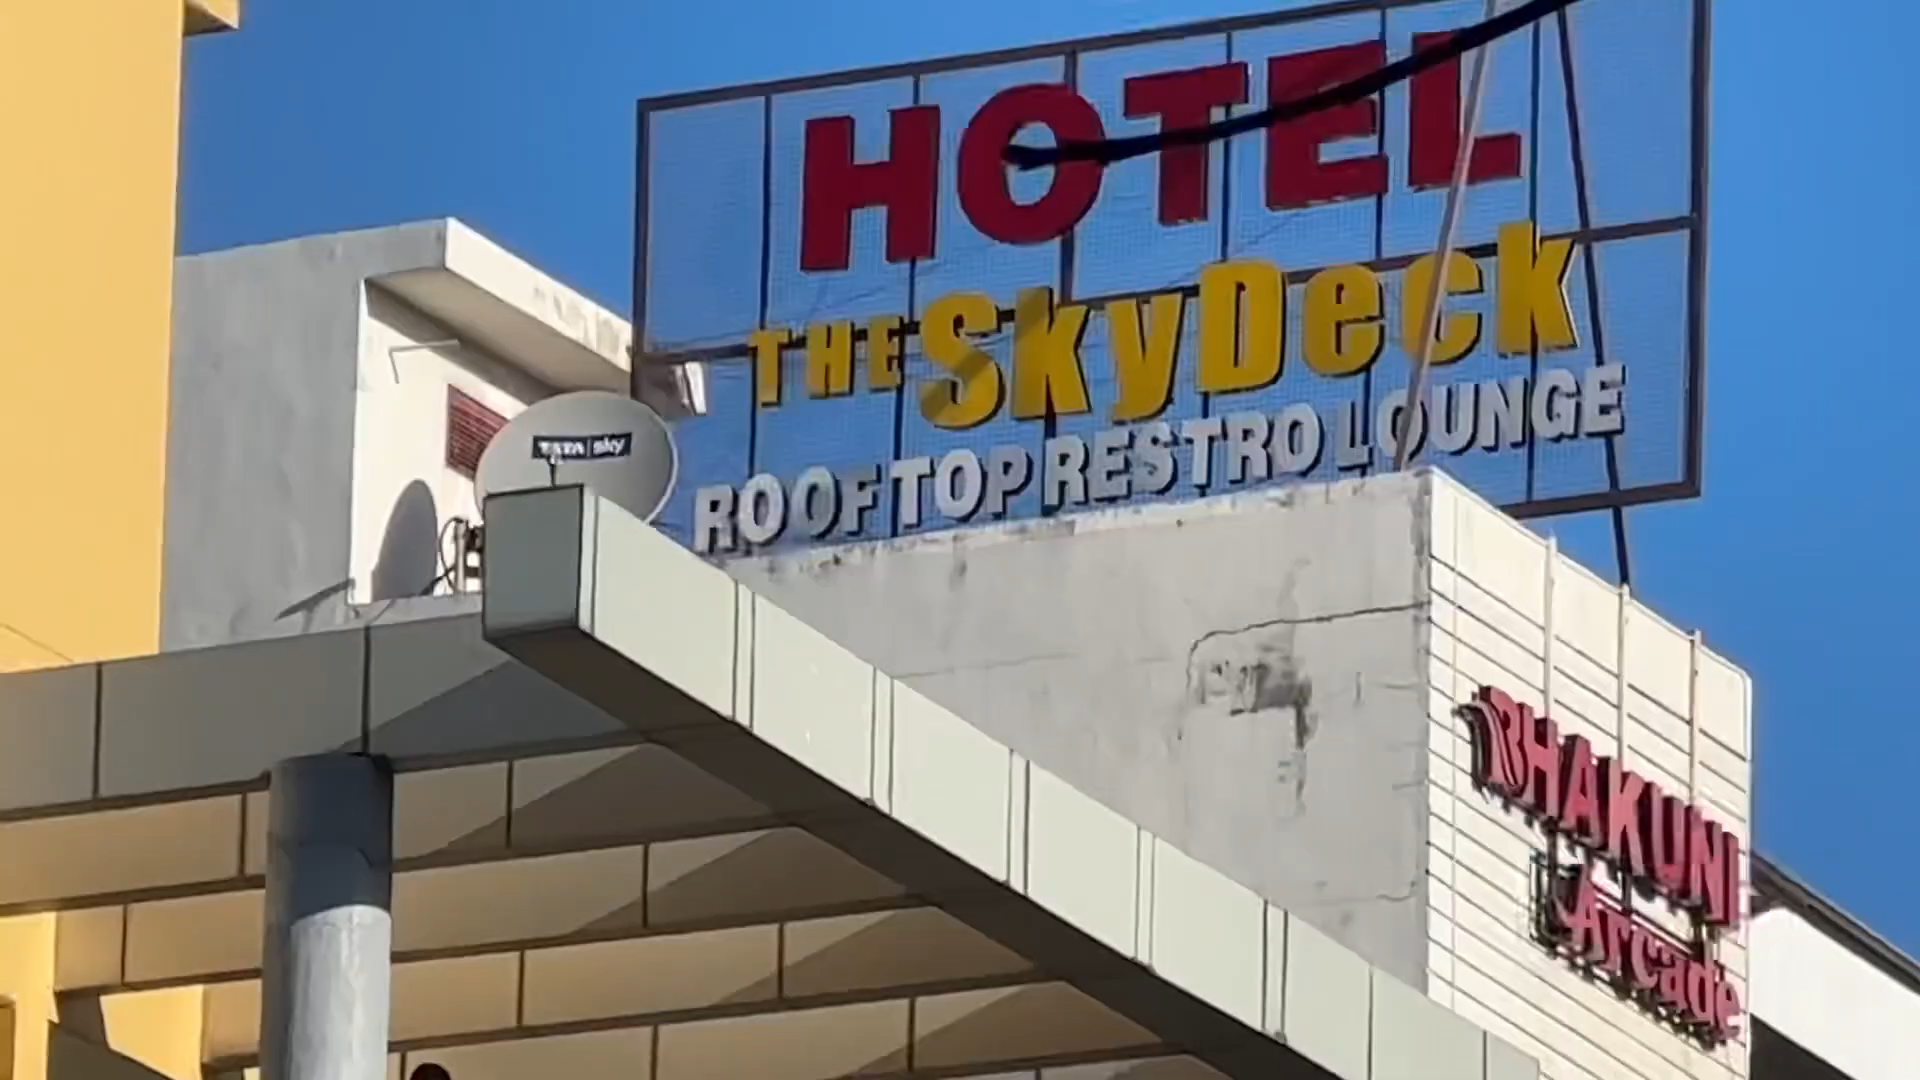 HOTEL
THE SkyDeck
ROOFTOP RESTRO LOUNGE
TATA sky
BHAKUNI
Arcade